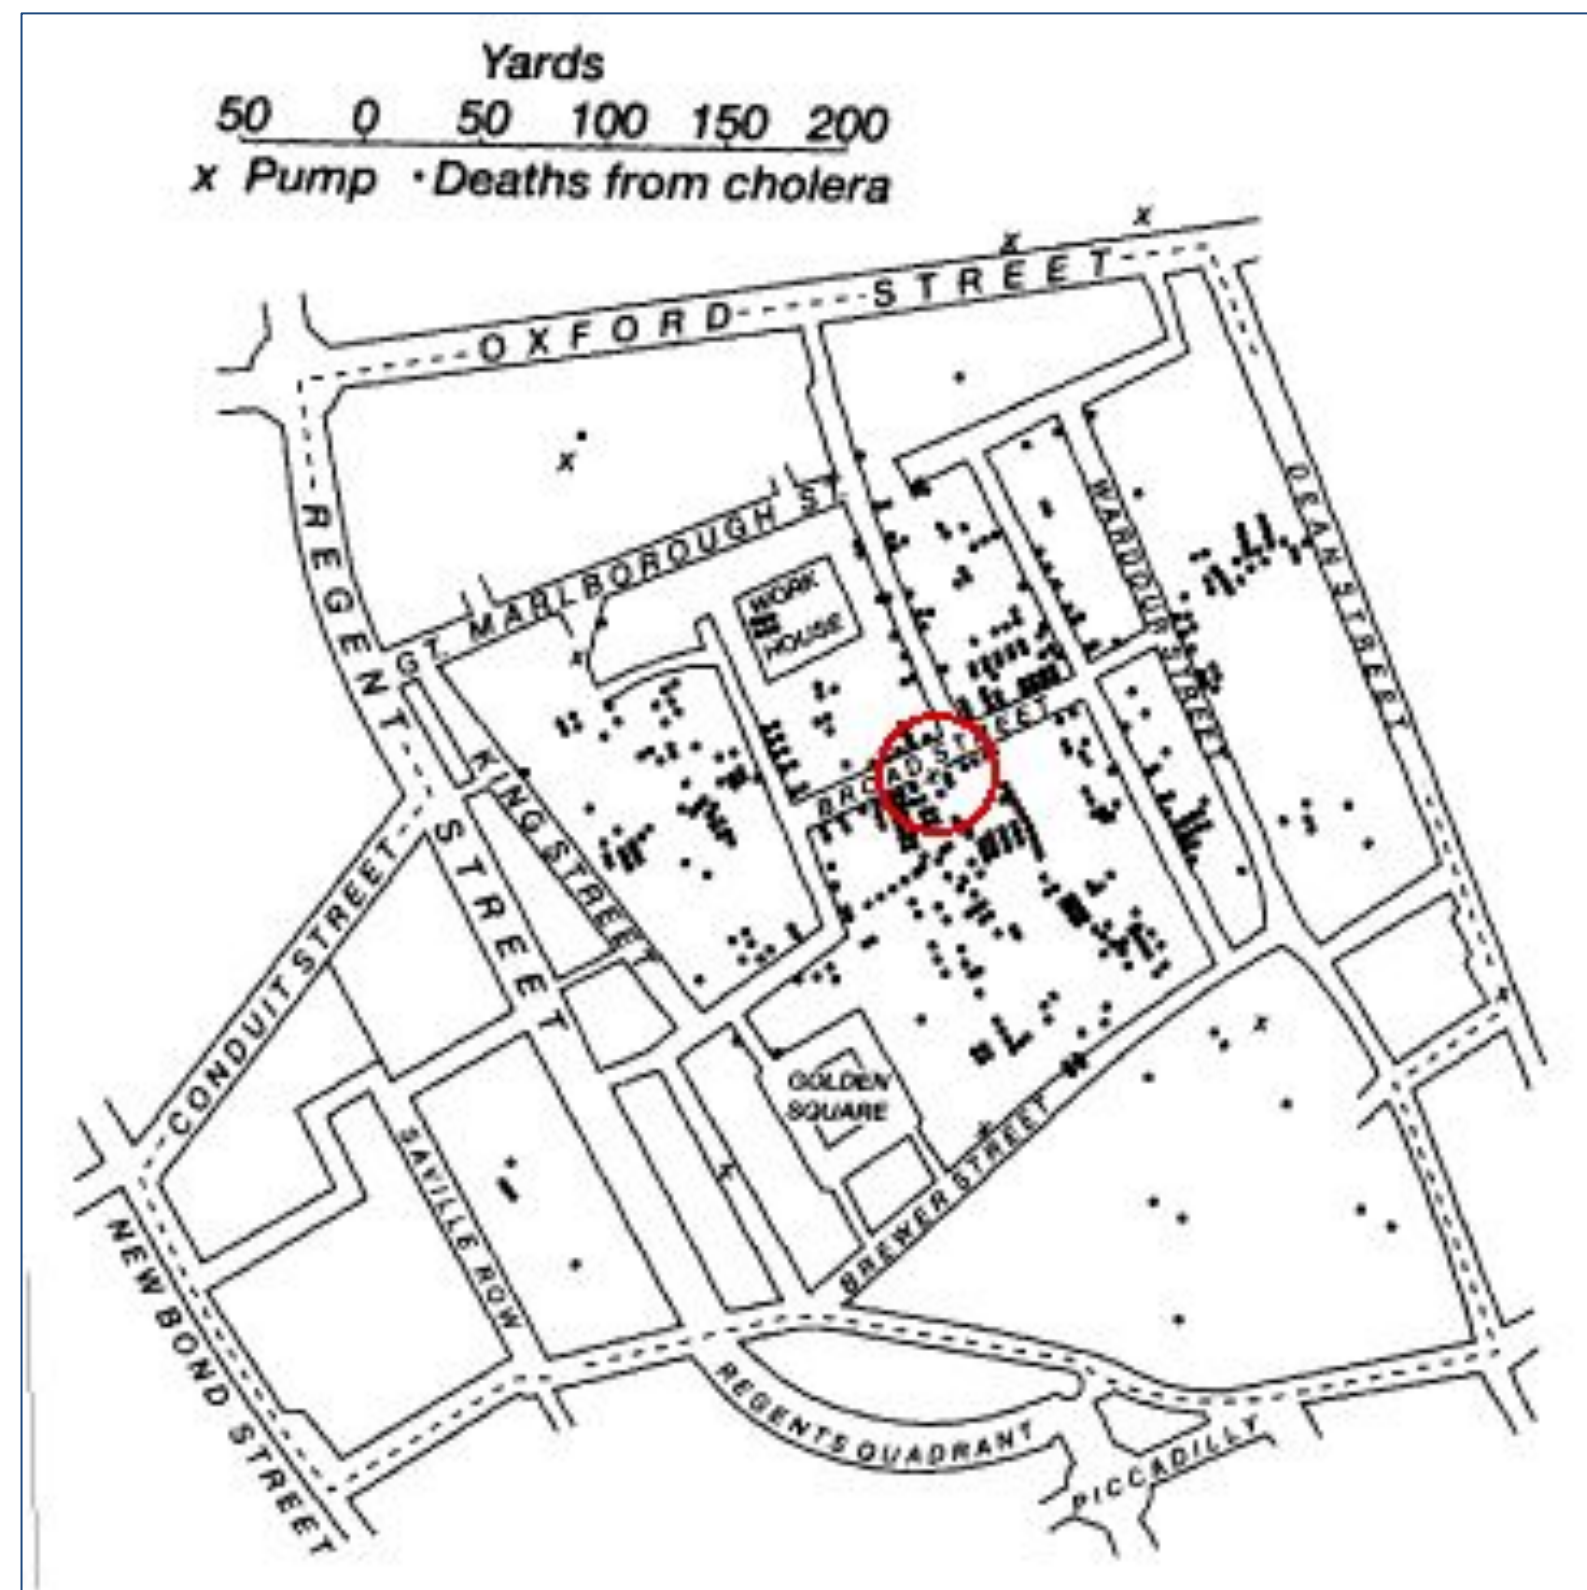 Yards
50 0 50 100 150 200
x Pump • Deaths from cholera
OXFORD STREET
REGENT STREET
GT. MARLBOROUGH S
WORK
HOUSE
WARDOUR STREET
DEAN STREET
BROAD STREET
KING STREET
CONDUIT STREET
GOLDEN
SQUARE
SAVILLE ROW
BREWER STREET
NEW BOND STREET
REGENTS QUADRANT
PICCADILLY